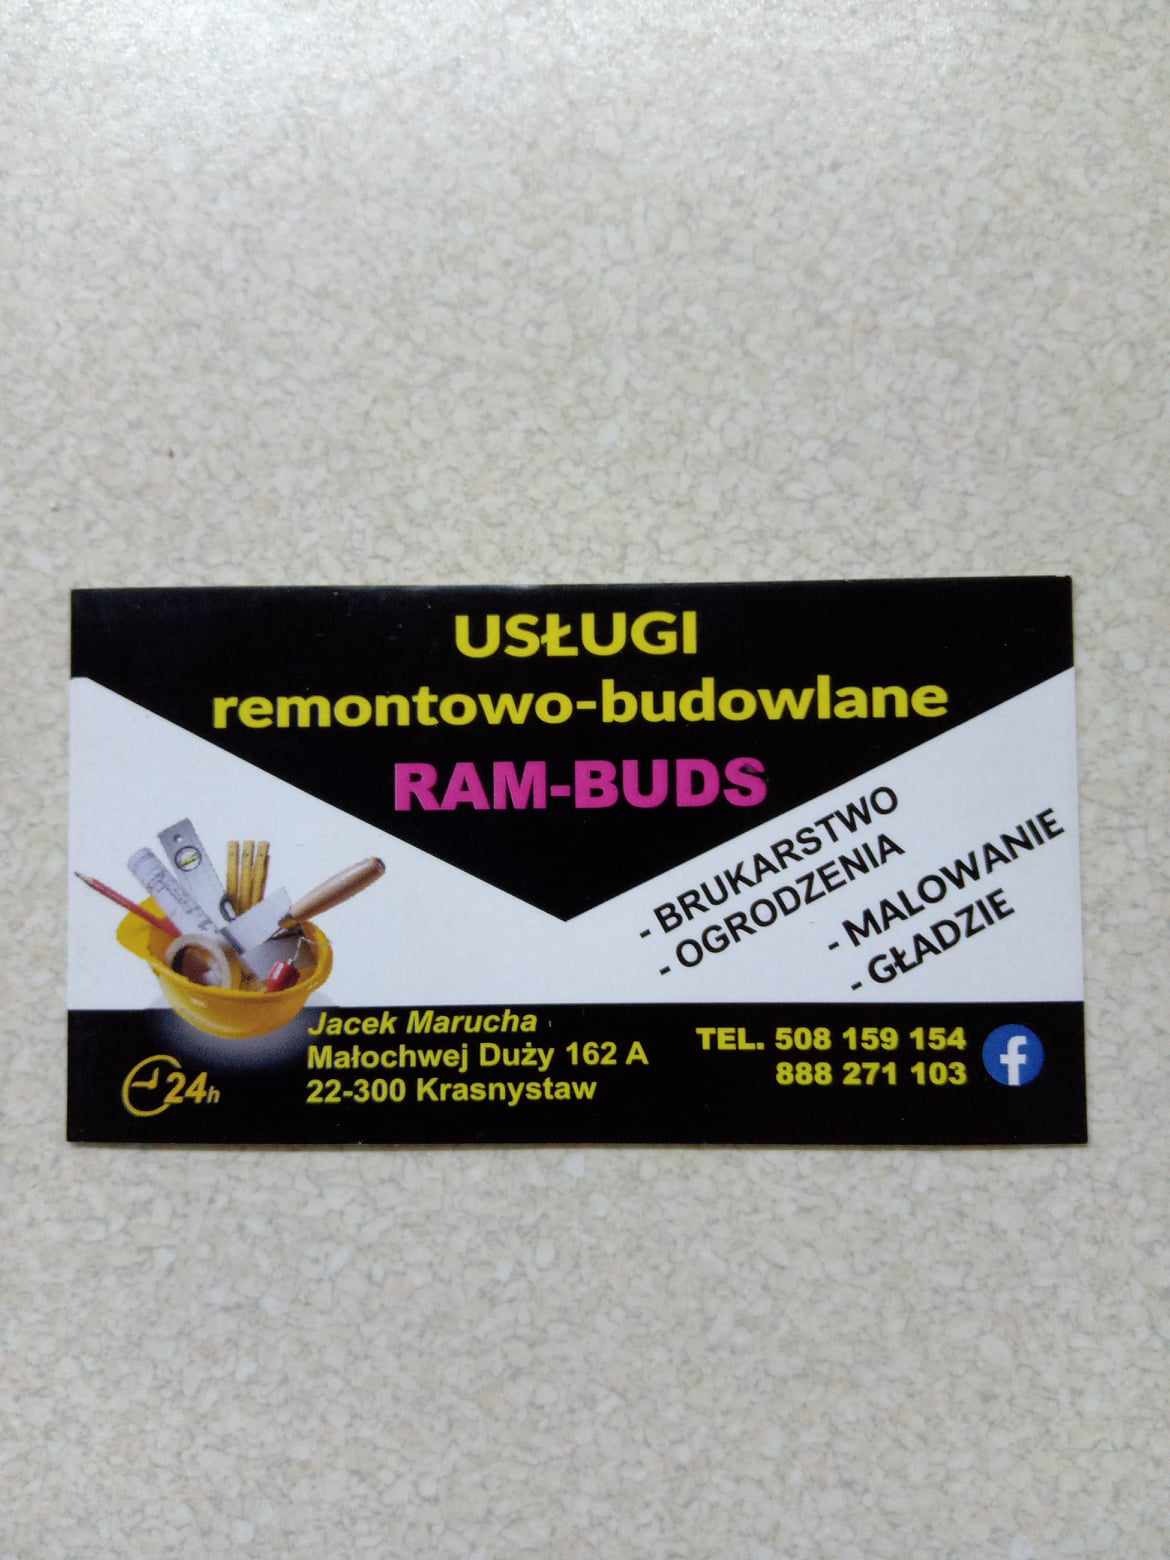 USŁUGI
remontowo-budowlane
RAM-BUDS
- BRUKARSTWO
- OGRODZENIA
- MALOWANIE
- GŁADZIE
Jacek Marucha
Małochwej Duży 162 A
22-300 Krasnystaw
TEL. 508 159 154
888 271 103
f
24h